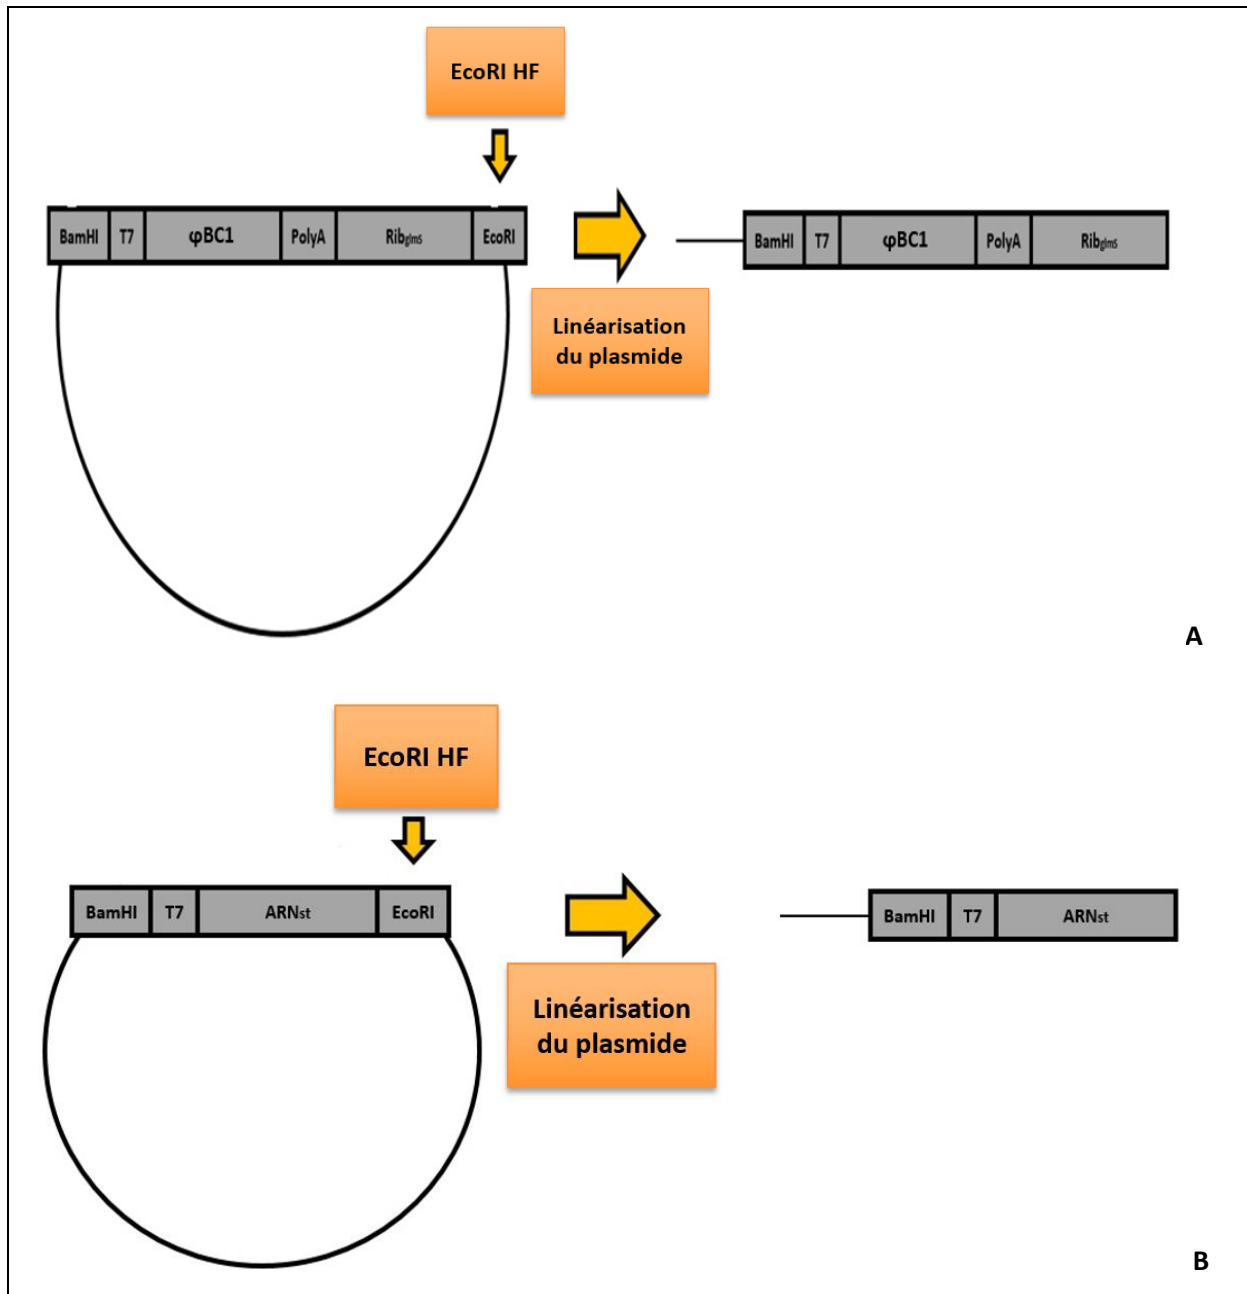 EcoRI HF
BamHI T7 φBC1 PolyA RibglmS EcoRI
BamHI T7 φBC1 PolyA RibglmS
Linéarisation
du plasmide
A
EcoRI HF
BamHI T7 ARNst EcoRI
BamHI T7 ARNst
Linéarisation
du plasmide
B